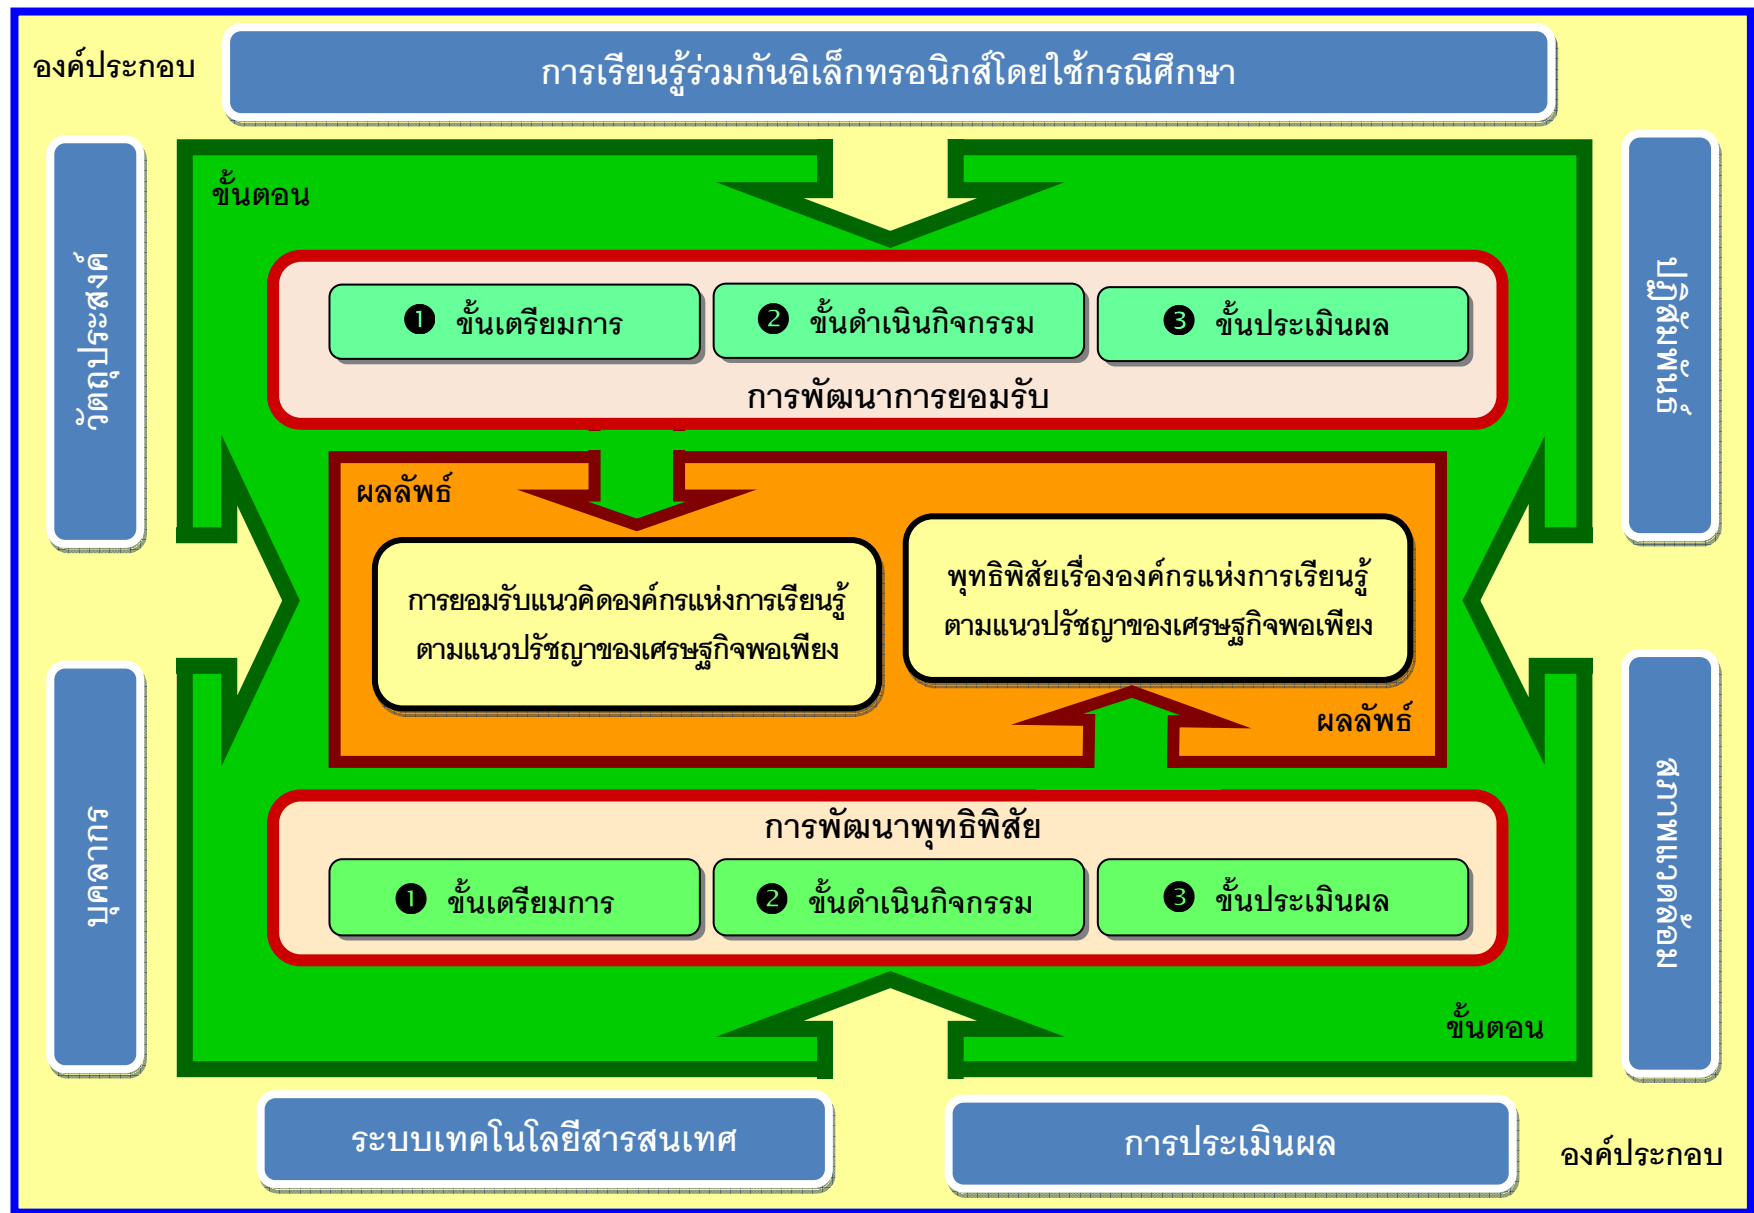 องค์ประกอบ
การเรียนรู้ร่วมกันอิเล็กทรอนิกส์โดยใช้กรณีศึกษา
วัตถุประสงค์
ปฏิสัมพันธ์
ขั้นตอน
❶ ขั้นเตรียมการ
❷ ขั้นดำเนินกิจกรรม
❸ ขั้นประเมินผล
การพัฒนาการยอมรับ
ผลลัพธ์
การยอมรับแนวคิดองค์กรแห่งการเรียนรู้
ตามแนวปรัชญาของเศรษฐกิจพอเพียง
พุทธิพิสัยเรื่ององค์กรแห่งการเรียนรู้
ตามแนวปรัชญาของเศรษฐกิจพอเพียง
ผลลัพธ์
บุคลากร
สภาพแวดล้อม
การพัฒนาพุทธิพิสัย
❶ ขั้นเตรียมการ
❷ ขั้นดำเนินกิจกรรม
❸ ขั้นประเมินผล
ขั้นตอน
ระบบเทคโนโลยีสารสนเทศ
การประเมินผล
องค์ประกอบ